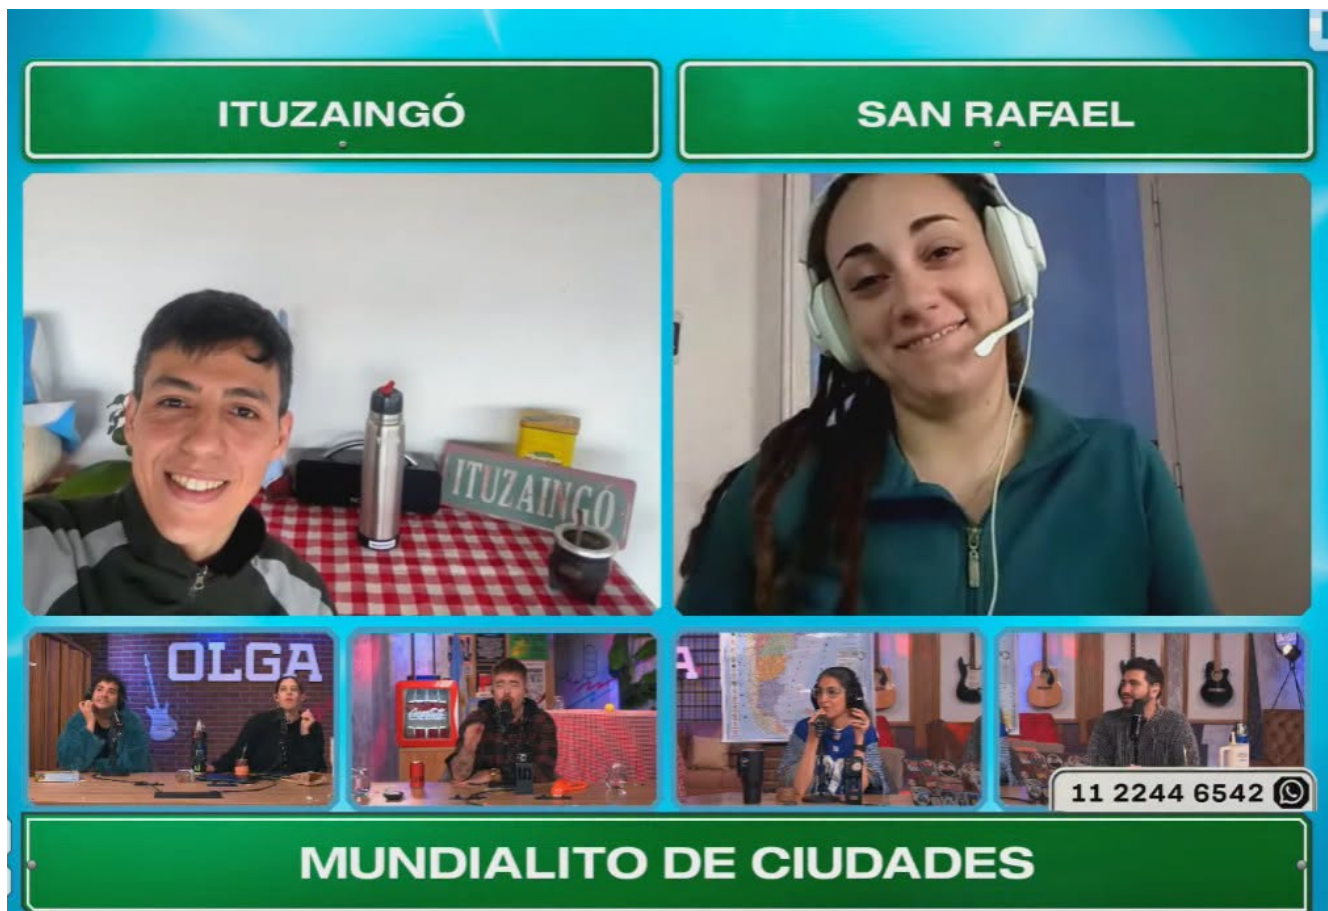 ITUZAINGÓ
SAN RAFAEL
ITUZAINGÓ
OLGA
A
11 2244 6542
MUNDIALITO DE CIUDADES